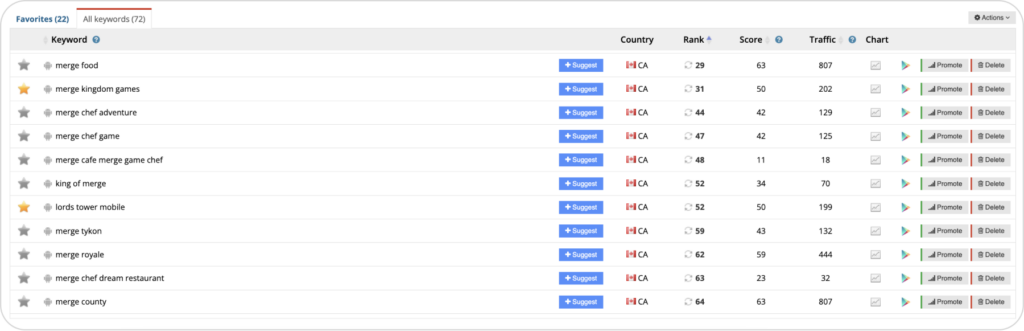 Favorites (22) All keywords (72) Actions
Keyword ? Country Rank Score ? Traffic ? Chart
merge food + Suggest CA 29 63 807 Promote Delete
merge kingdom games + Suggest CA 31 50 202 Promote Delete
merge chef adventure + Suggest CA 44 42 129 Promote Delete
merge chef game + Suggest CA 47 42 125 Promote Delete
merge cafe merge game chef + Suggest CA 48 11 18 Promote Delete
king of merge + Suggest CA 52 34 70 Promote Delete
lords tower mobile + Suggest CA 52 50 199 Promote Delete
merge tykon + Suggest CA 59 43 132 Promote Delete
merge royale + Suggest CA 62 59 444 Promote Delete
merge chef dream restaurant + Suggest CA 63 23 32 Promote Delete
merge county + Suggest CA 64 63 807 Promote Delete